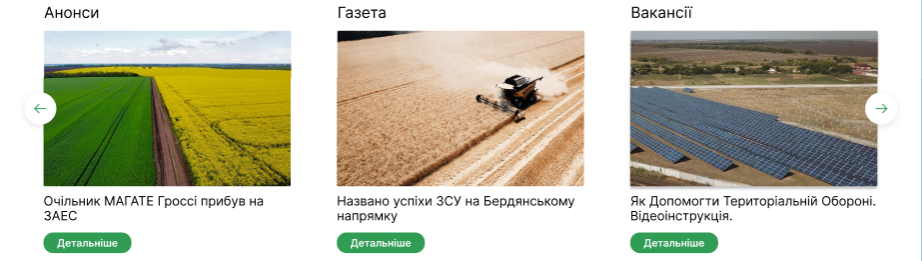 Анонси
Газета
Вакансії
Очільник МАГАТЕ Гроссі прибув на
ЗАЕС
Детальніше
Названо успіхи ЗСУ на Бердянському
напрямку
Детальніше
Як Допомогти Територіальній Обороні.
Відеоінструкція.
Детальніше